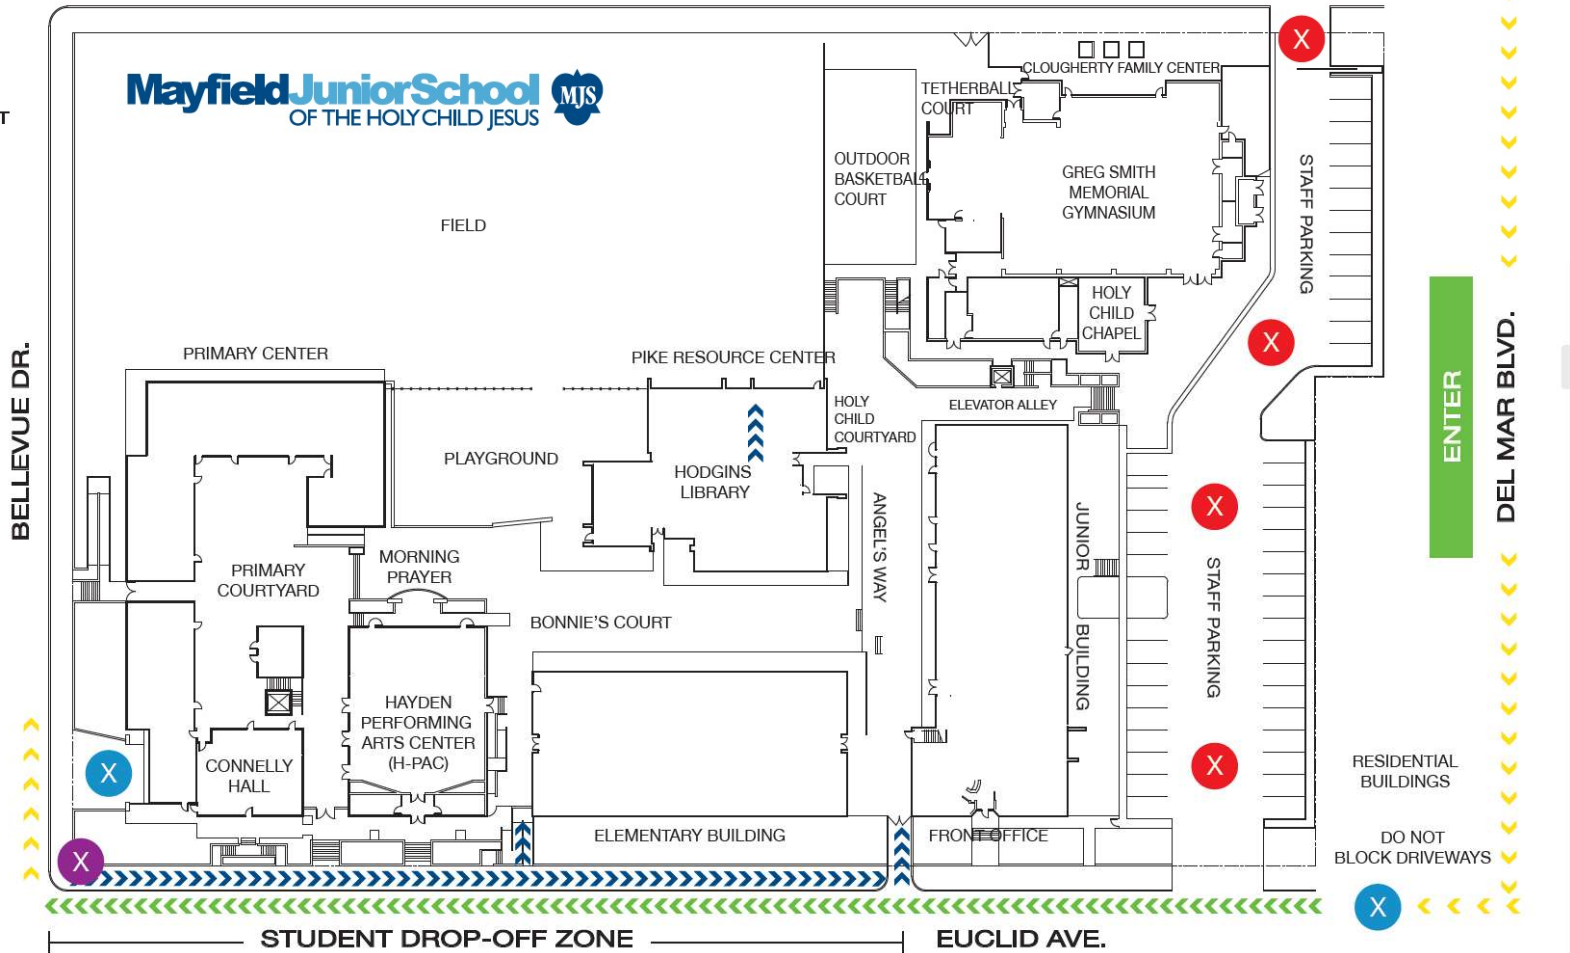 X
CLOUGHERTY FAMILY CENTER
MayfieldJuniorSchool
OF THE HOLY CHILD JESUS
MJS
TETHERBALL
COURT
T
OUTDOOR
BASKETBALL
COURT
GREG SMITH
MEMORIAL
GYMNASIUM
STAFF PARKING
FIELD
HOLY
CHILD
CHAPEL
X
BELLEVUE DR.
PRIMARY CENTER
PIKE RESOURCE CENTER
HOLY
CHILD
COURTYARD
ELEVATOR ALLEY
ENTER
DEL MAR BLVD.
PLAYGROUND
HODGINS
LIBRARY
ANGEL'S WAY
JUNIOR BUILDING
X
MORNING
PRAYER
PRIMARY
COURTYARD
BONNIE'S COURT
STAFF PARKING
HAYDEN
PERFORMING
ARTS CENTER
(H-PAC)
CONNELLY
HALL
X
X
RESIDENTIAL
BUILDINGS
ELEMENTARY BUILDING
FRONT OFFICE
DO NOT
BLOCK DRIVEWAYS
X
X
STUDENT DROP-OFF ZONE
EUCLID AVE.